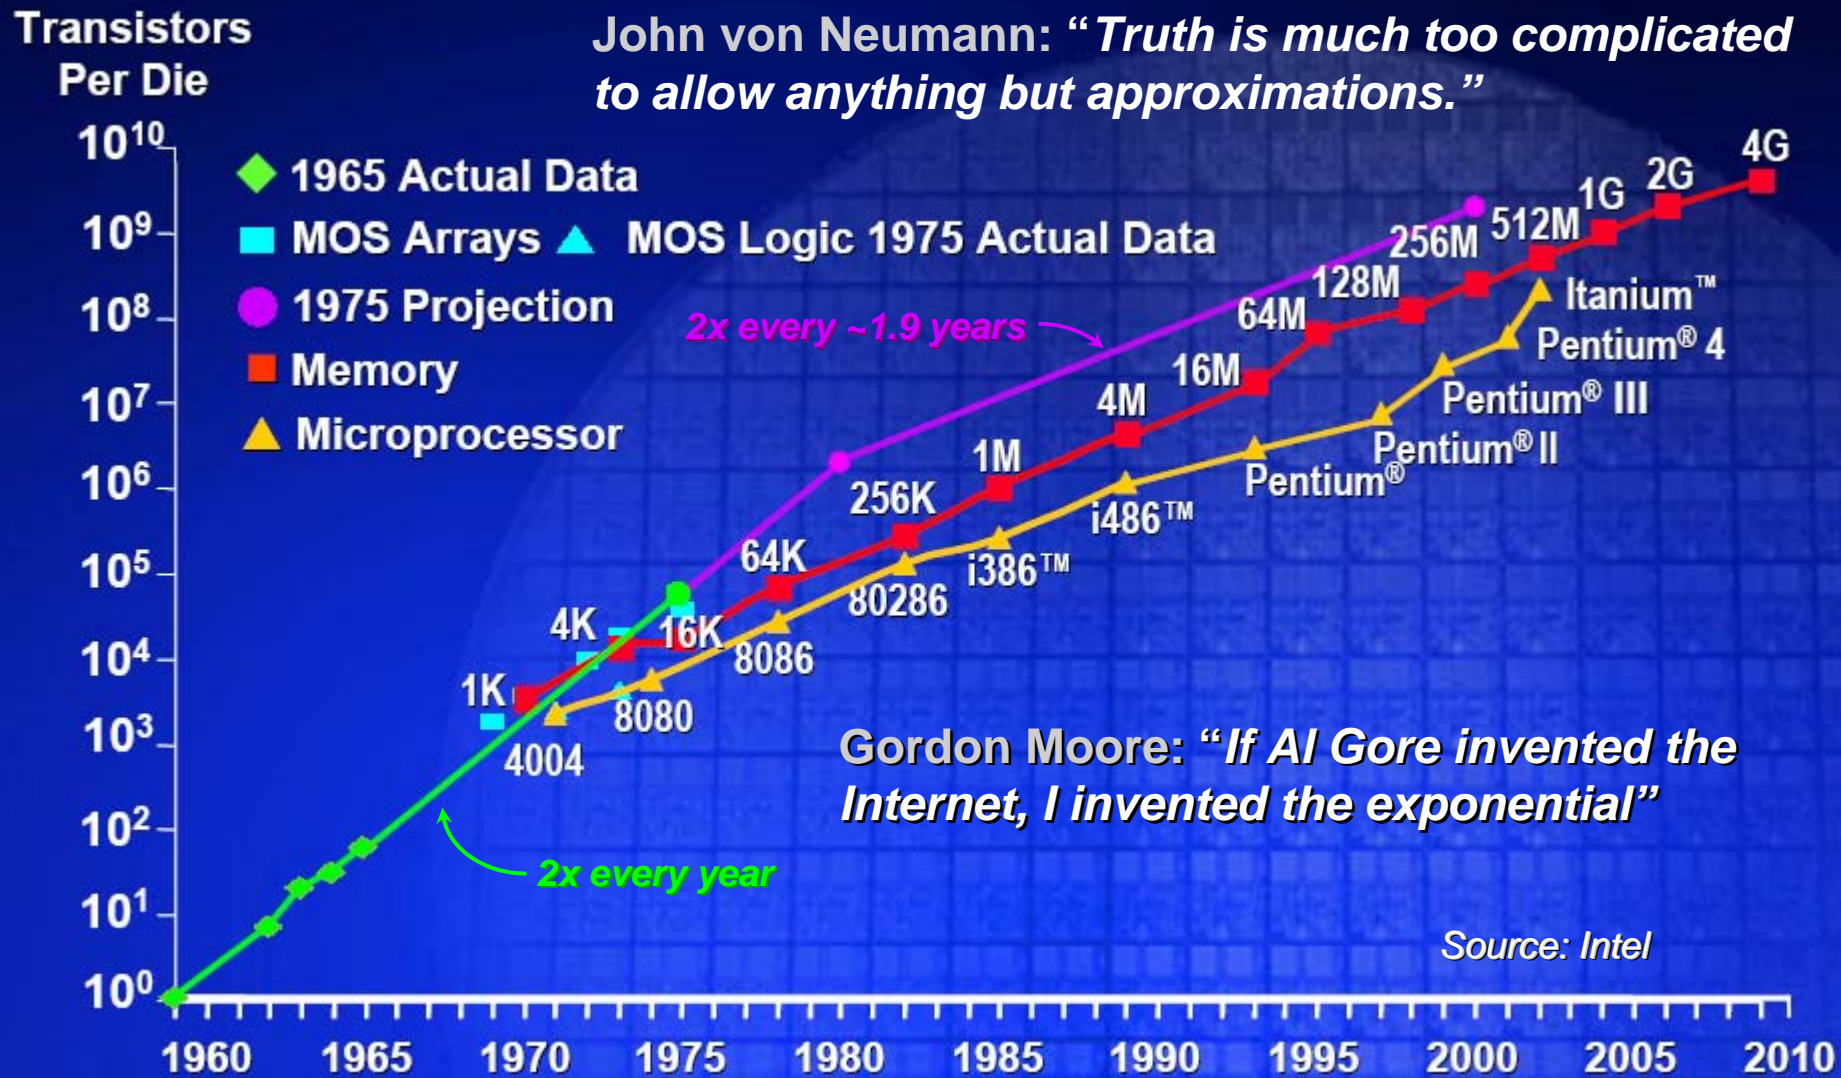 Transistors
Per Die
John von Neumann: “Truth is much too complicated
to allow anything but approximations.”
10¹⁰
10⁹
10⁸
10⁷
10⁶
10⁵
10⁴
10³
10²
10¹
10⁰
1965 Actual Data
MOS Arrays MOS Logic 1975 Actual Data
1975 Projection
Memory
Microprocessor
2x every ~1.9 years
2x every year
1K
4K
16K
64K
256K
1M
4M
16M
64M
128M
256M
512M
1G
2G
4G
4004
8080
8086
80286
i386™
i486™
Pentium®
Pentium® II
Pentium® III
Pentium® 4
Itanium™
Gordon Moore: “If Al Gore invented the
Internet, I invented the exponential”
Source: Intel
1960 1965 1970 1975 1980 1985 1990 1995 2000 2005 2010